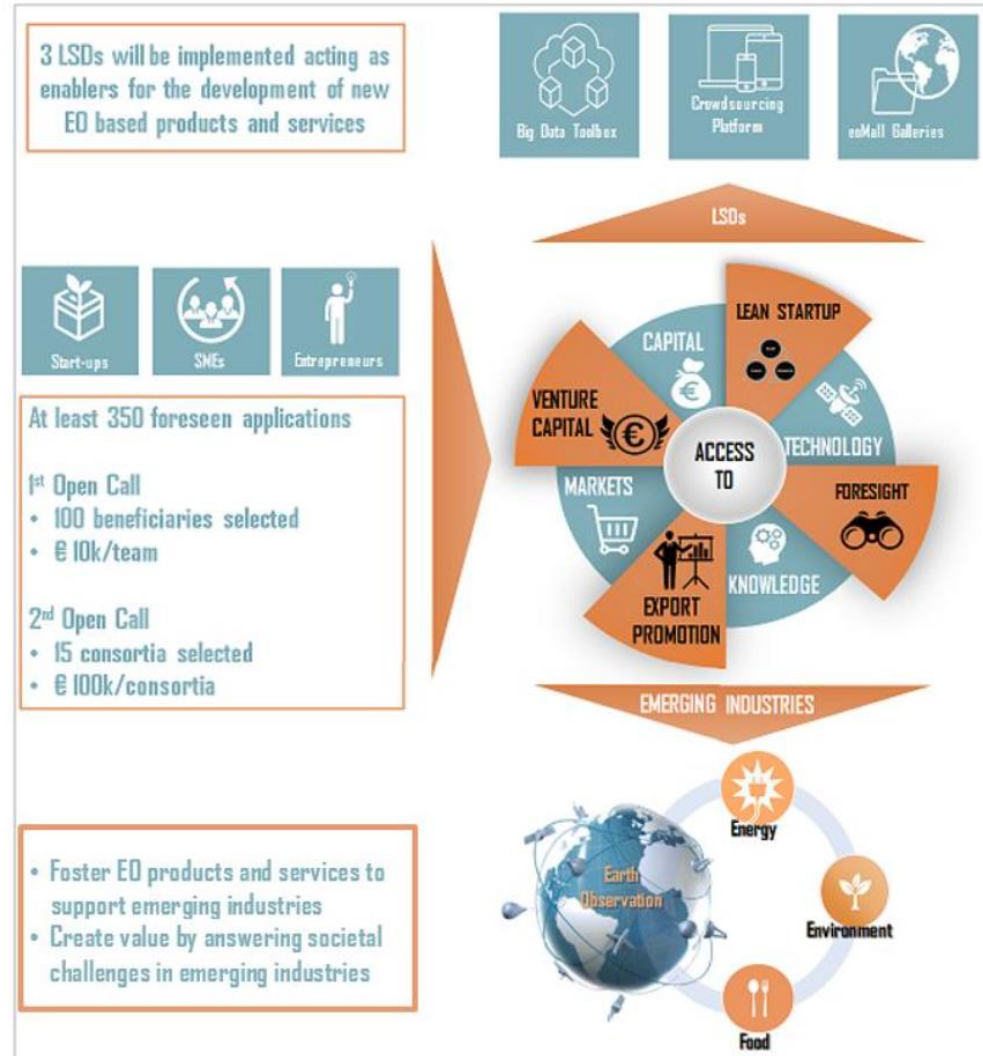 3 LSDs will be implemented acting as
enablers for the development of new
EO based products and services
Big Data Toolbox
Crowdsourcing
Platform
eoMall Galleries
LSDs
Start-ups
SMEs
Entrepreneurs
At least 350 foreseen applications
1st Open Call
• 100 beneficiaries selected
• € 10k/team
2nd Open Call
• 15 consortia selected
• € 100k/consortia
LEAN STARTUP
CAPITAL
VENTURE
CAPITAL
TECHNOLOGY
ACCESS
TO
MARKETS
FORESIGHT
KNOWLEDGE
EXPORT
PROMOTION
EMERGING INDUSTRIES
• Foster EO products and services to
support emerging industries
• Create value by answering societal
challenges in emerging industries
Earth
Observation
Energy
Environment
Food